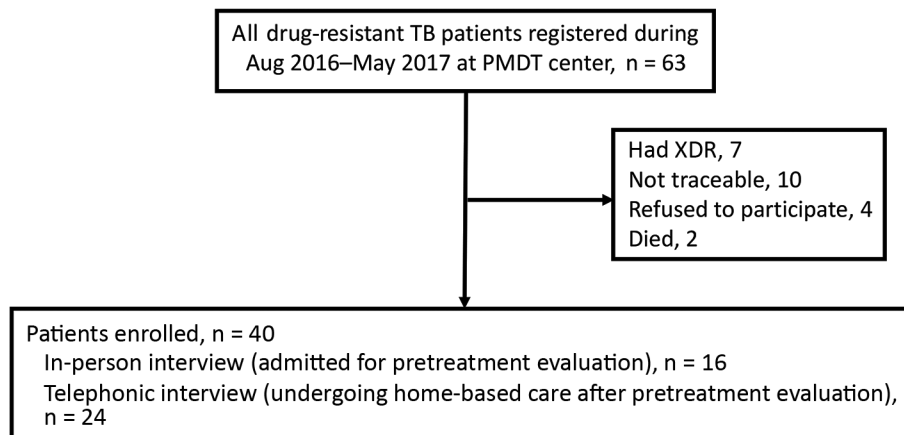 All drug-resistant TB patients registered during
Aug 2016–May 2017 at PMDT center, n = 63
Had XDR, 7
Not traceable, 10
Refused to participate, 4
Died, 2
Patients enrolled, n = 40
In-person interview (admitted for pretreatment evaluation), n = 16
Telephonic interview (undergoing home-based care after pretreatment evaluation),
n = 24